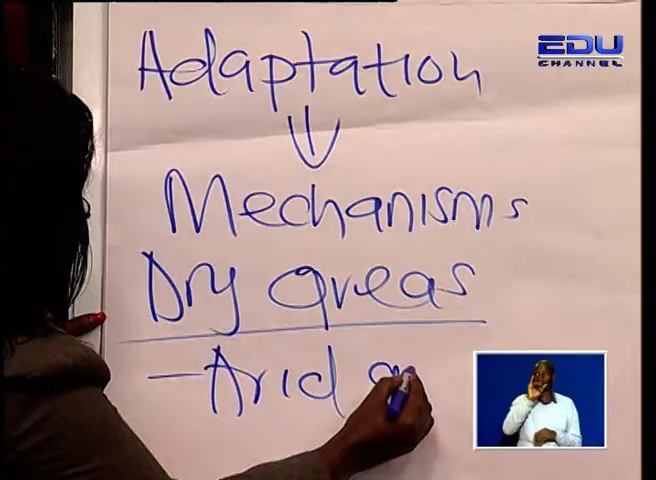 Adaptation
EDU
CHANNEL
Mechanisms
Dry areas
- Arid a